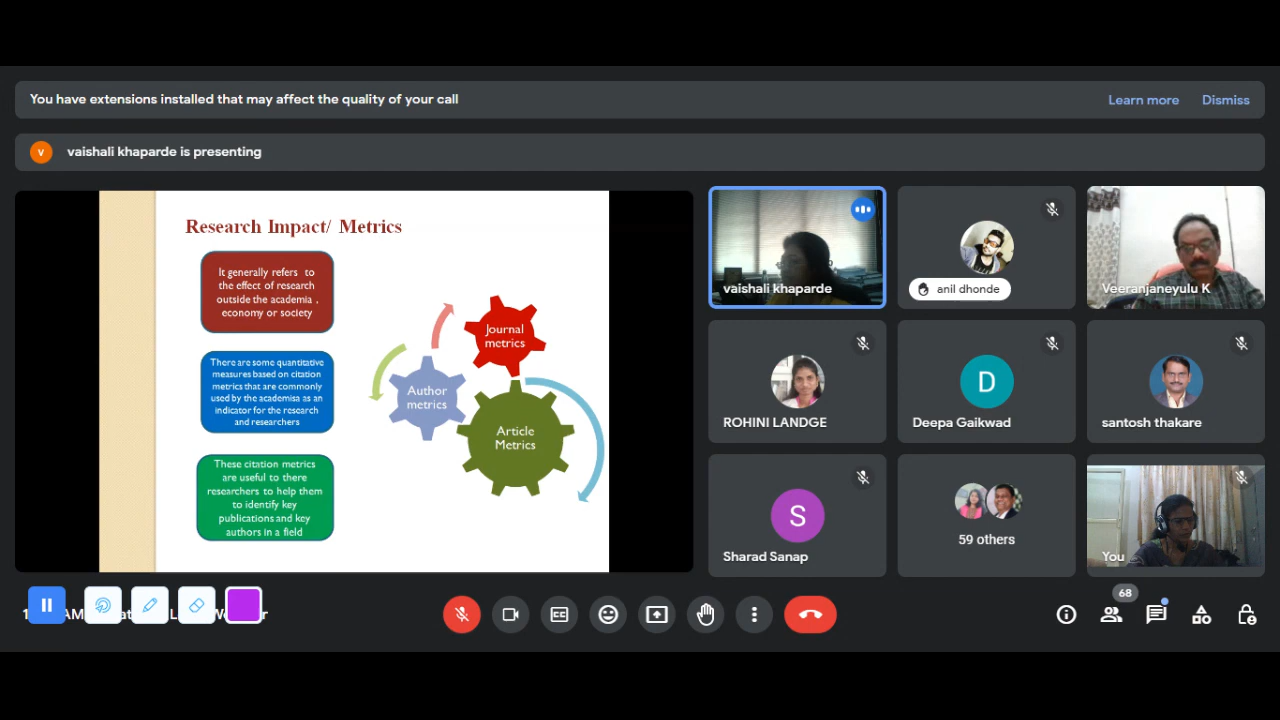 You have extensions installed that may affect the quality of your call
Learn more
Dismiss
v
vaishali khaparde is presenting
Research Impact/ Metrics
It generally refers to
the effect of research
outside the academia ,
economy or society
There are some quantitative
measures based on citation
metrics that are commonly
used by the academisa as an
indicator for the research
and researchers
These citation metrics
are useful to there
researchers to help them
to identify key
publications and key
authors in a field
Journal
metrics
Author
metrics
Article
Metrics
vaishali khaparde
anil dhonde
Veeranjaneyulu K
ROHINI LANDGE
D
Deepa Gaikwad
santosh thakare
S
Sharad Sanap
59 others
You
CC
68